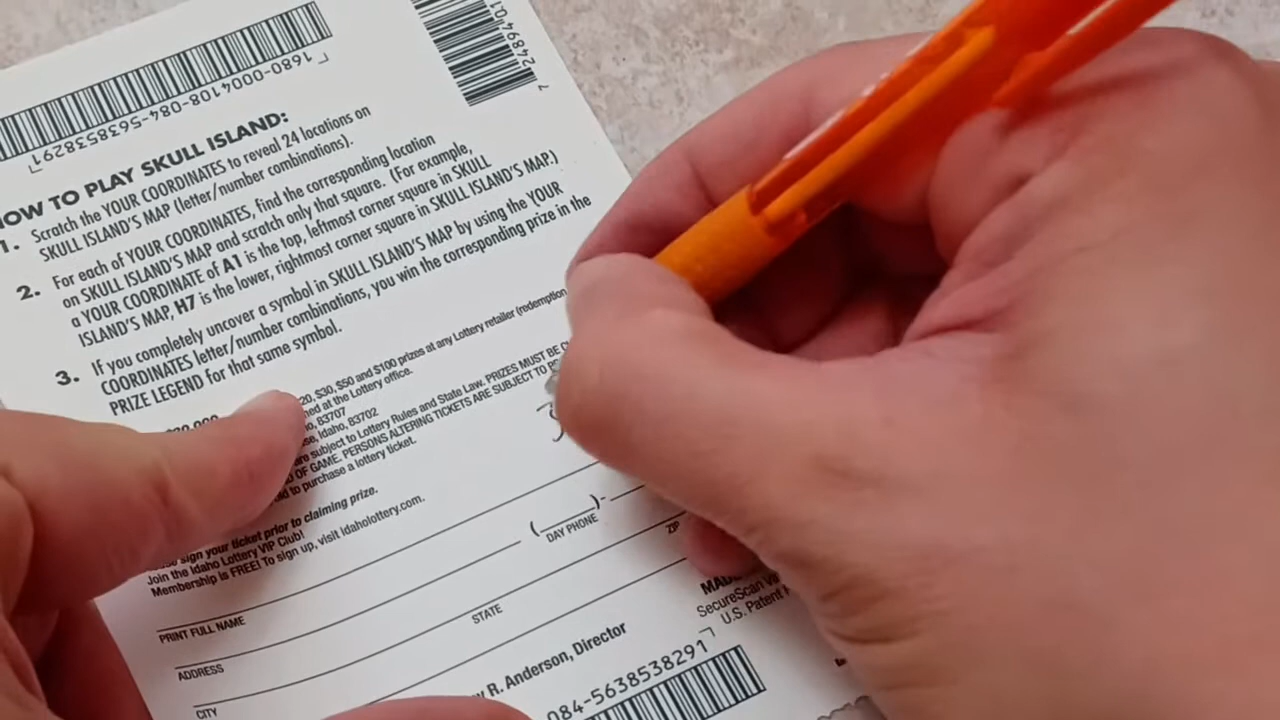 1680-0004108-084-5638538291
7 24894 0.1
HOW TO PLAY SKULL ISLAND:
1. Scratch the YOUR COORDINATES to reveal 24 locations on
SKULL ISLAND'S MAP (letter/number combinations).
2. For each of YOUR COORDINATES, find the corresponding location
on SKULL ISLAND'S MAP and scratch only that square. (For example,
a YOUR COORDINATE of A1 is the top, leftmost corner square in SKULL
ISLAND'S MAP, H7 is the lower, rightmost corner square in SKULL ISLAND'S MAP.)
3. If you completely uncover a symbol in SKULL ISLAND'S MAP by using the (YOUR
COORDINATES letter/number combinations, you win the corresponding prize in the
PRIZE LEGEND for that same symbol.
20, $30, $50 and $100 prizes at any Lottery retailer (redemption
at the Lottery office.
83707
Idaho, 83702
are subject to Lottery Rules and State Law. PRIZES MUST BE
OF GAME. PERSONS ALTERING TICKETS ARE SUBJECT TO
to purchase a lottery ticket.
sign your ticket prior to claiming prize.
Join the Idaho Lottery VIP Club!
Membership is FREE! To sign up, visit idaholottery.com.
PRINT FULL NAME
( )-
DAY PHONE
ADDRESS
STATE
ZIP
CITY
R. Anderson, Director
SecureScan
U.S. Patent
084-5638538291